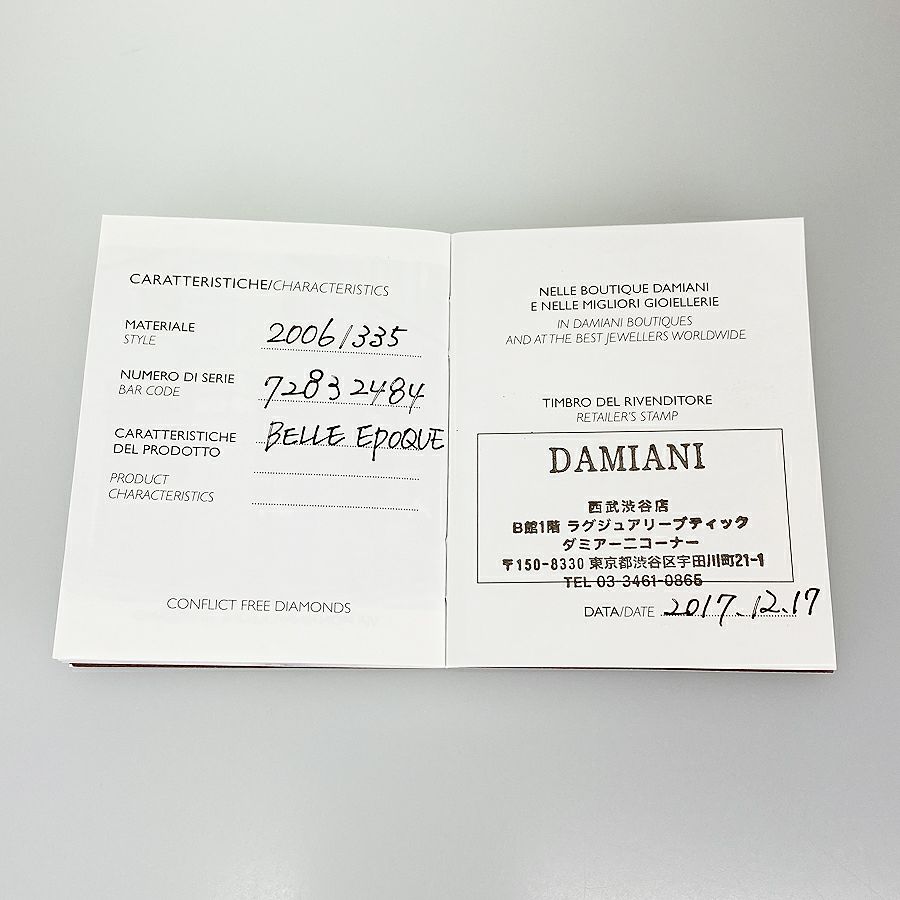 CARATTERISTICHE/CHARACTERISTICS
MATERIALE
STYLE
20061335
NUMERO DI SERIE
BAR CODE
72832484
CARATTERISTICHE
DEL PRODOTTO
BELLE EPOQUE
PRODUCT
CHARACTERISTICS
CONFLICT FREE DIAMONDS
NELLE BOUTIQUE DAMIANI
E NELLE MIGLIORI GIOIELLERIE
IN DAMIANI BOUTIQUES
AND AT THE BEST JEWELLERS WORLDWIDE
TIMBRO DEL RIVENDITORE
RETAILER'S STAMP
DAMIANI
西武渋谷店
B館1階 ラグジュアリーブティック
ダミアーニコーナー
〒150-8330 東京都渋谷区宇田川町21-1
TEL 03-3461-0865
DATA/DATE 2017.12.17